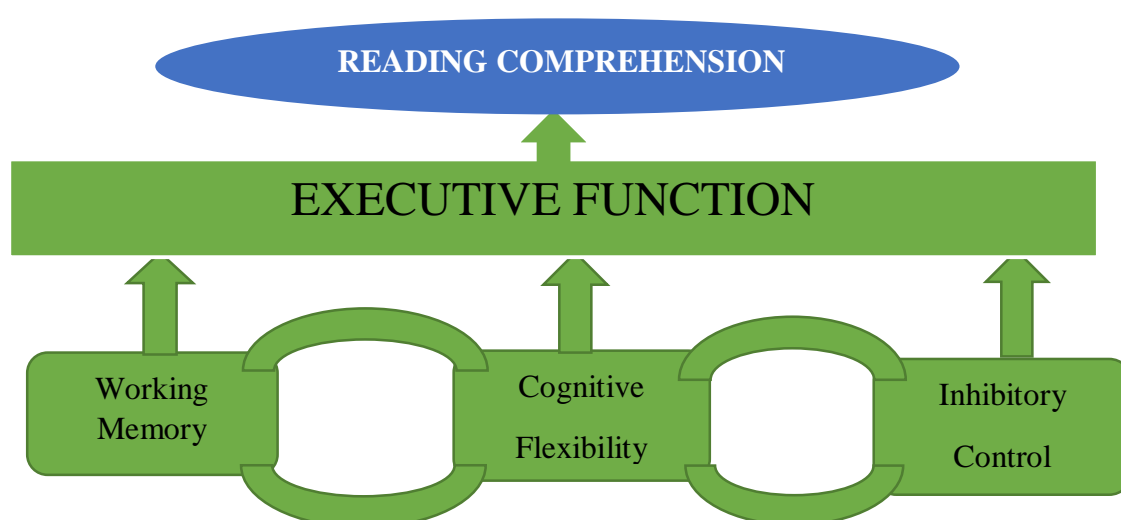 READING COMPREHENSION
EXECUTIVE FUNCTION
Working
Memory
Cognitive
Flexibility
Inhibitory
Control